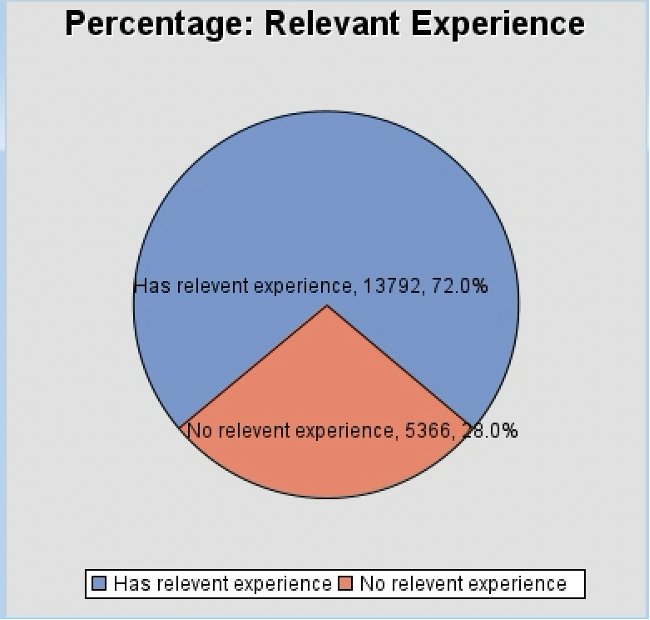 Percentage: Relevant Experience
Has relevent experience, 13792, 72.0%
No relevent experience, 5366, 28.0%
Has relevent experience No relevent experience